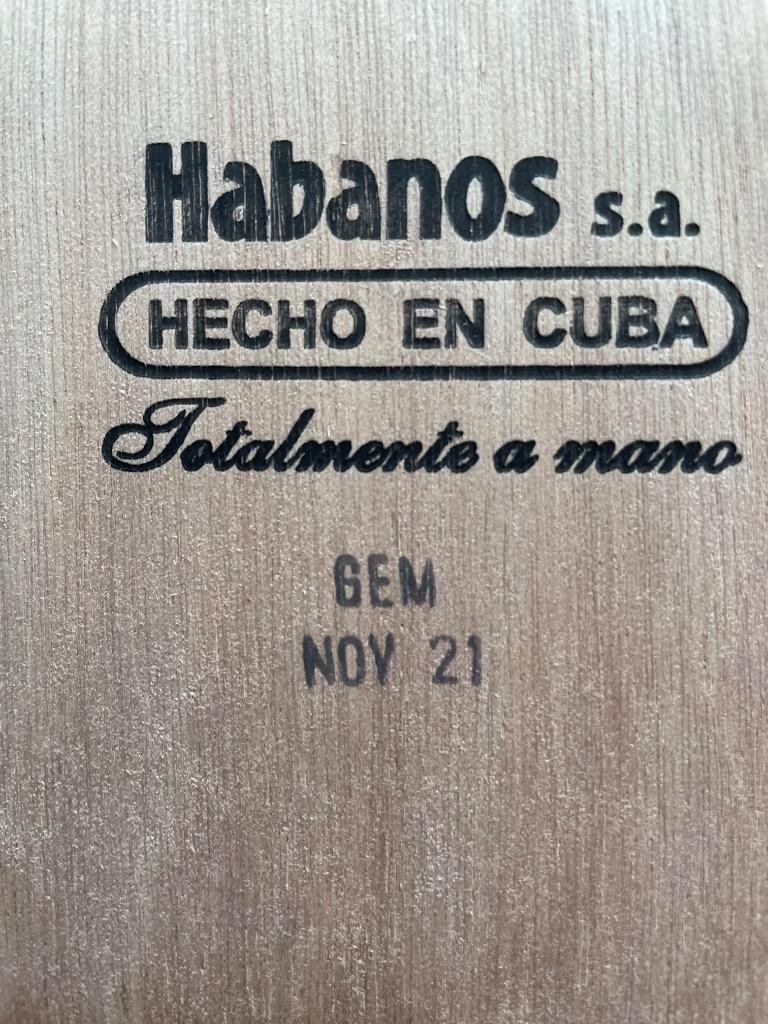 Habanos s.a.
HECHO EN CUBA
Totalmente a mano
GEM
NOV 21